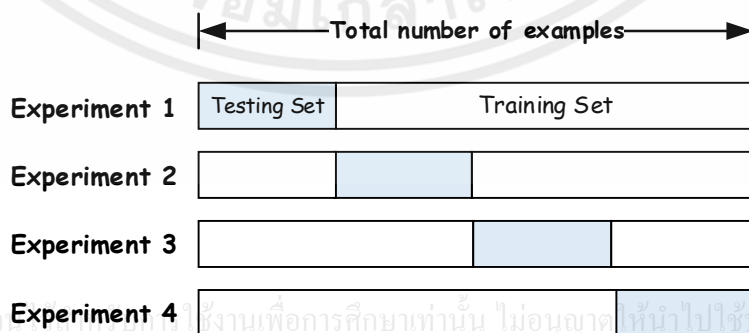 Total number of examples
Experiment 1 Testing Set Training Set
Experiment 2
Experiment 3
Experiment 4
ใช้งานเพื่อการศึกษาเท่านั้น ไม่อนุญาตให้นำไปใช้